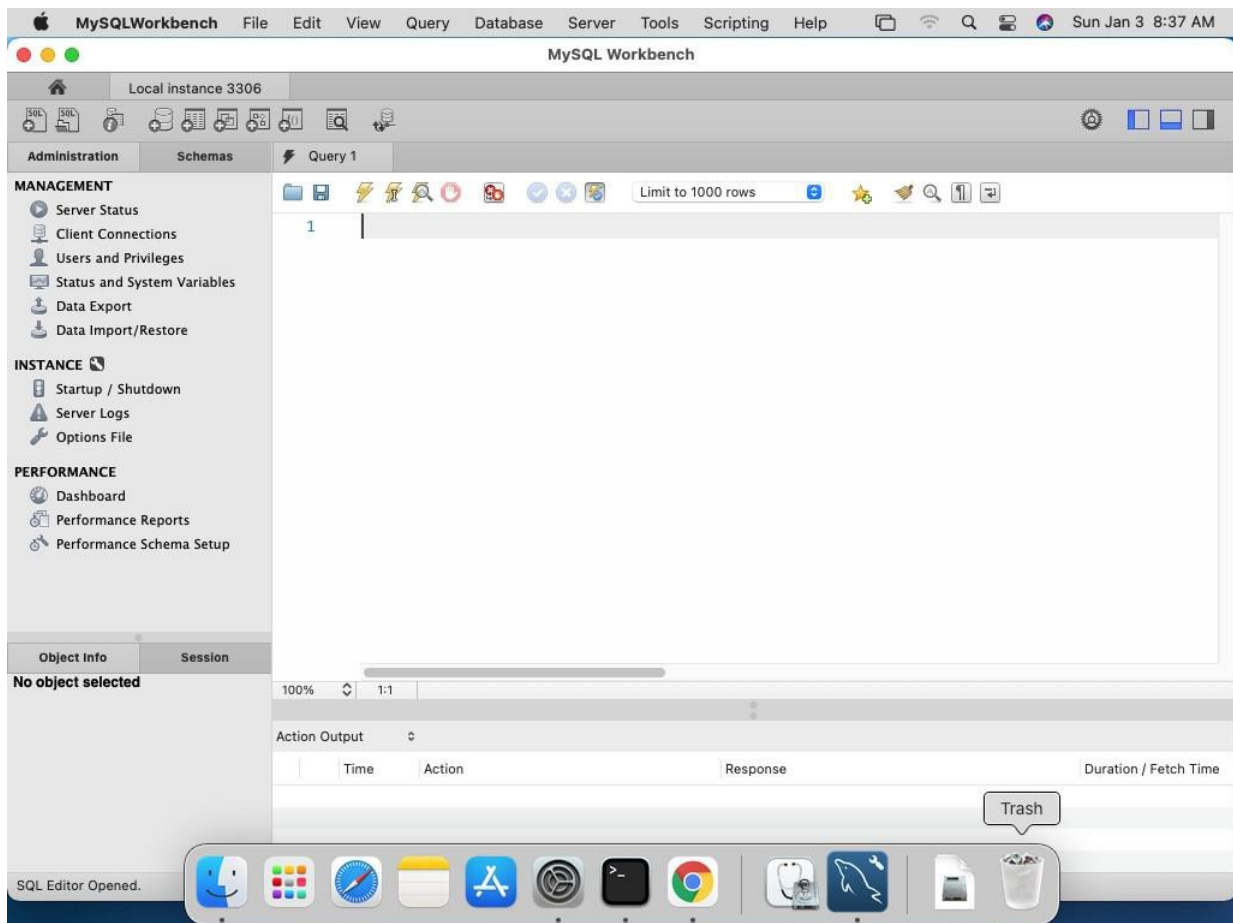 MySQLWorkbench File Edit View Query Database Server Tools Scripting Help Sun Jan 3 8:37 AM
MySQL Workbench
Local instance 3306
SQL SQL
Administration Schemas Query 1
MANAGEMENT
Limit to 1000 rows
Server Status
1
Client Connections
Users and Privileges
Status and System Variables
Data Export
Data Import/Restore
INSTANCE
Startup / Shutdown
Server Logs
Options File
PERFORMANCE
Dashboard
Performance Reports
Performance Schema Setup
Object Info Session
No object selected
100% 1:1
Action Output
Time Action Response Duration / Fetch Time
Trash
SQL Editor Opened.